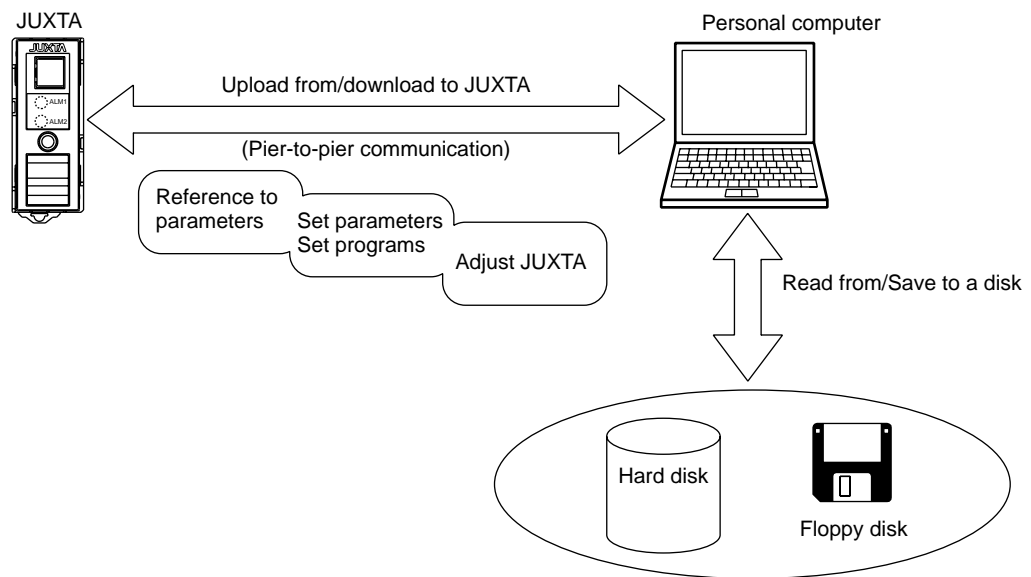 JUXTA
Personal computer
JUXTA
ALM1
ALM2
Upload from/download to JUXTA
(Pier-to-pier communication)
Reference to
parameters
Set parameters
Set programs
Adjust JUXTA
Read from/Save to a disk
Hard disk
Floppy disk